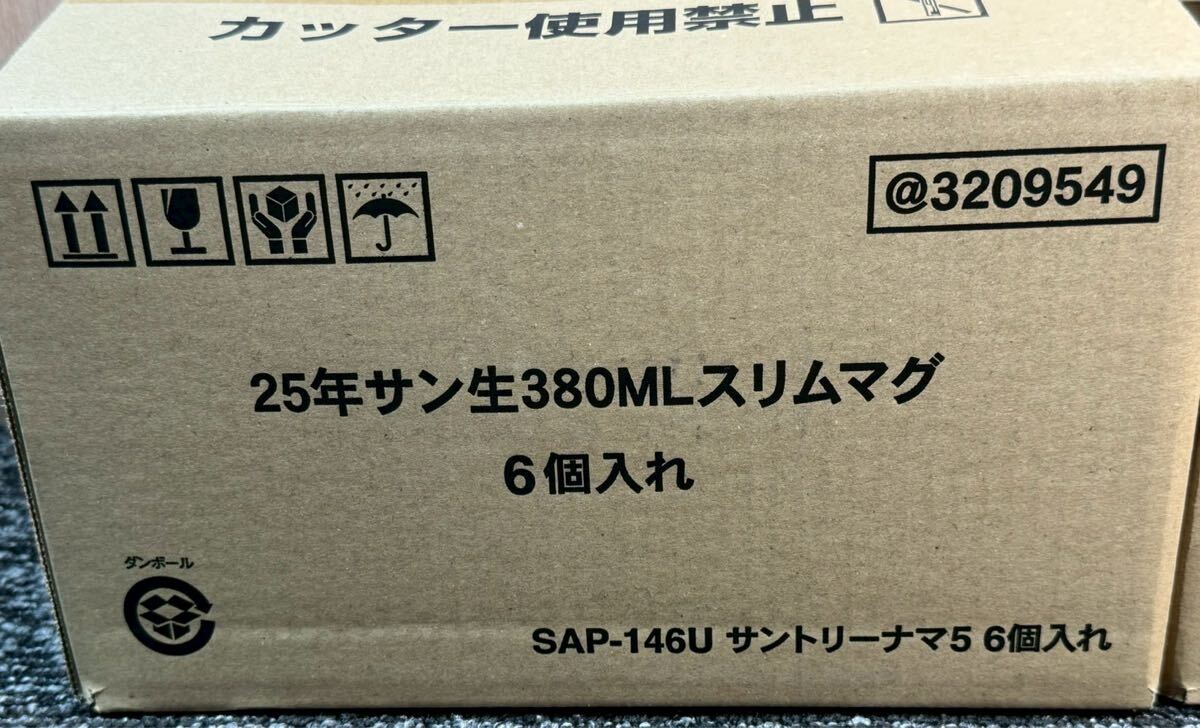 カッター使用禁止
@3209549
25年サン生380MLスリムマグ
6個入れ
ダンボール
SAP-146U サントリーナマ5 6個入れ